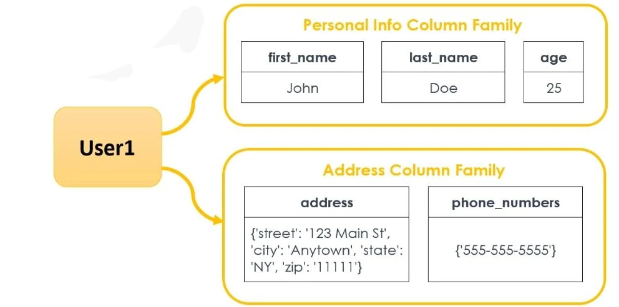 Personal Info Column Family
first_name
last_name
age
John
Doe
25
User1
Address Column Family
address
phone_numbers
{'street': '123 Main St',
'city': 'Anytown', 'state':
'NY', 'zip': '11111'}
{'555-555-5555'}